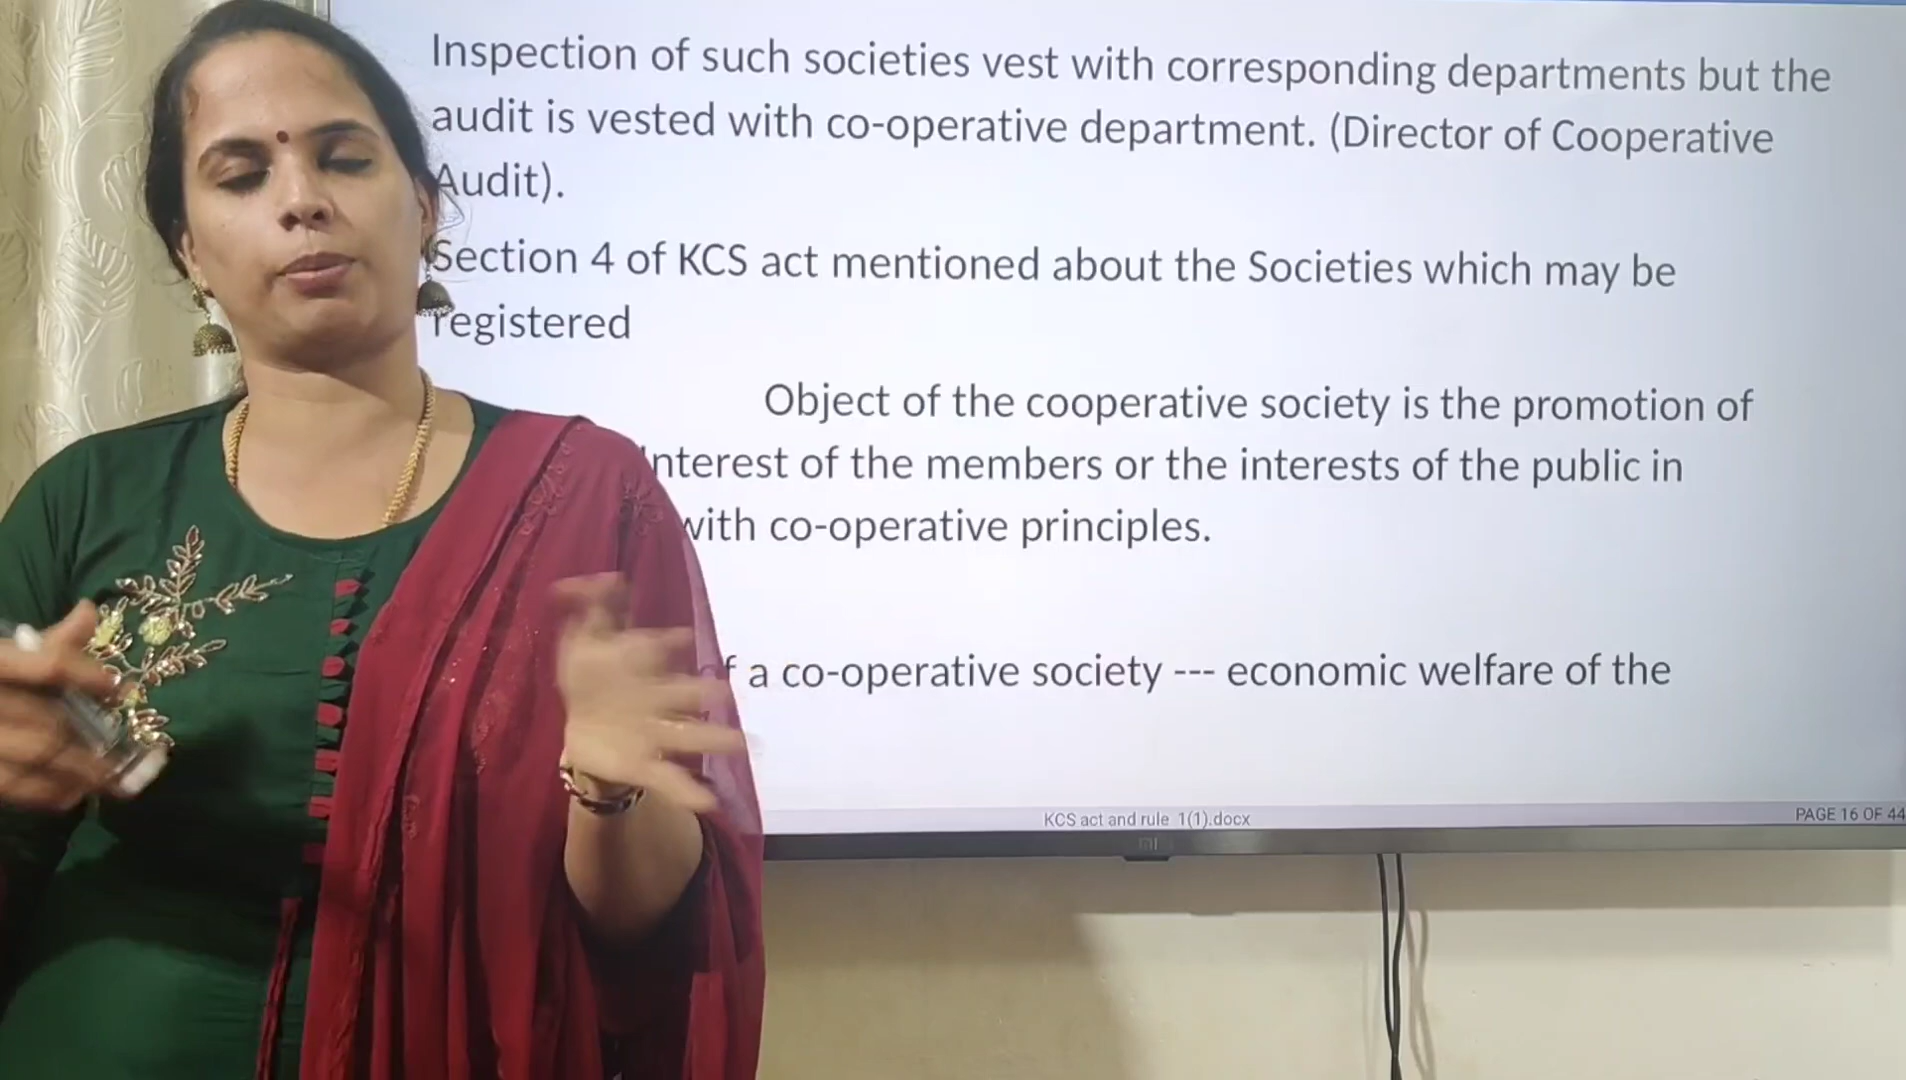 Inspection of such societies vest with corresponding departments but the
audit is vested with co-operative department. (Director of Cooperative
Audit).
Section 4 of KCS act mentioned about the Societies which may be
registered
Object of the cooperative society is the promotion of
Interest of the members or the interests of the public in
with co-operative principles.
of a co-operative society --- economic welfare of the
KCS act and rule 1(1).docx
PAGE 16 OF 44
mi